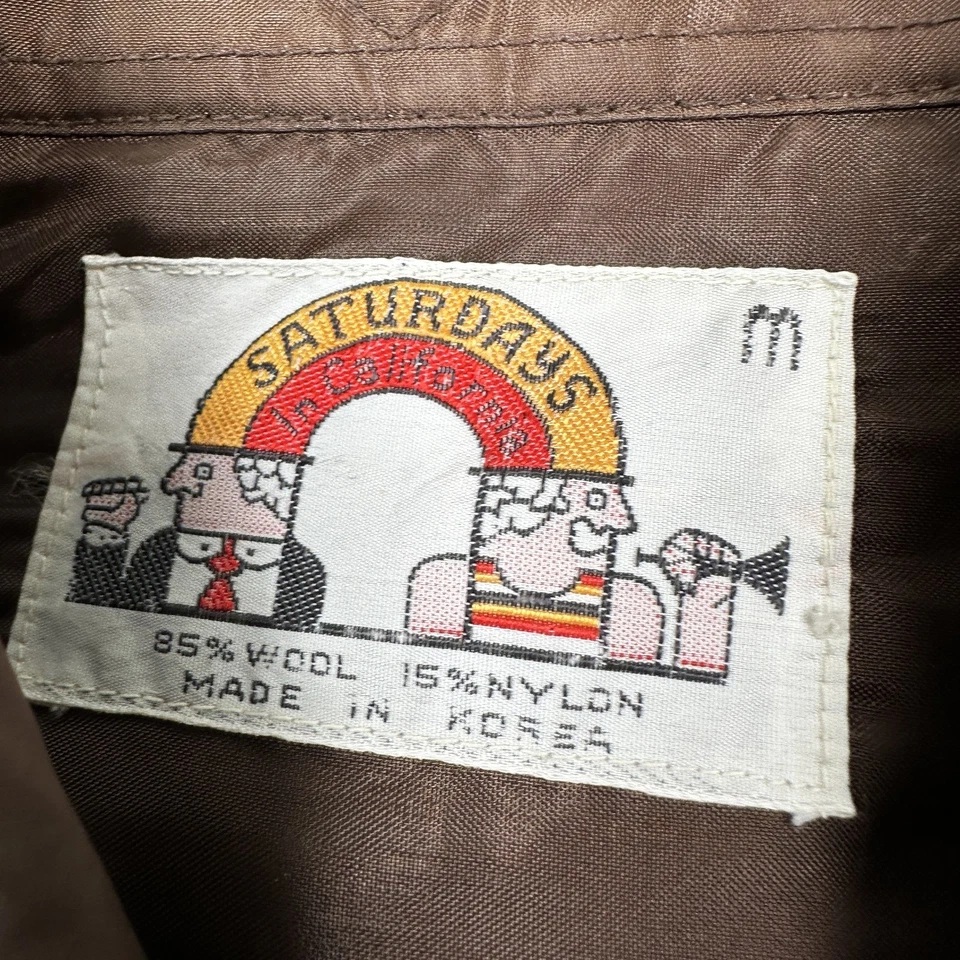 SATURDAYS
In California
M
85% WOOL 15% NYLON
MADE IN KOREA